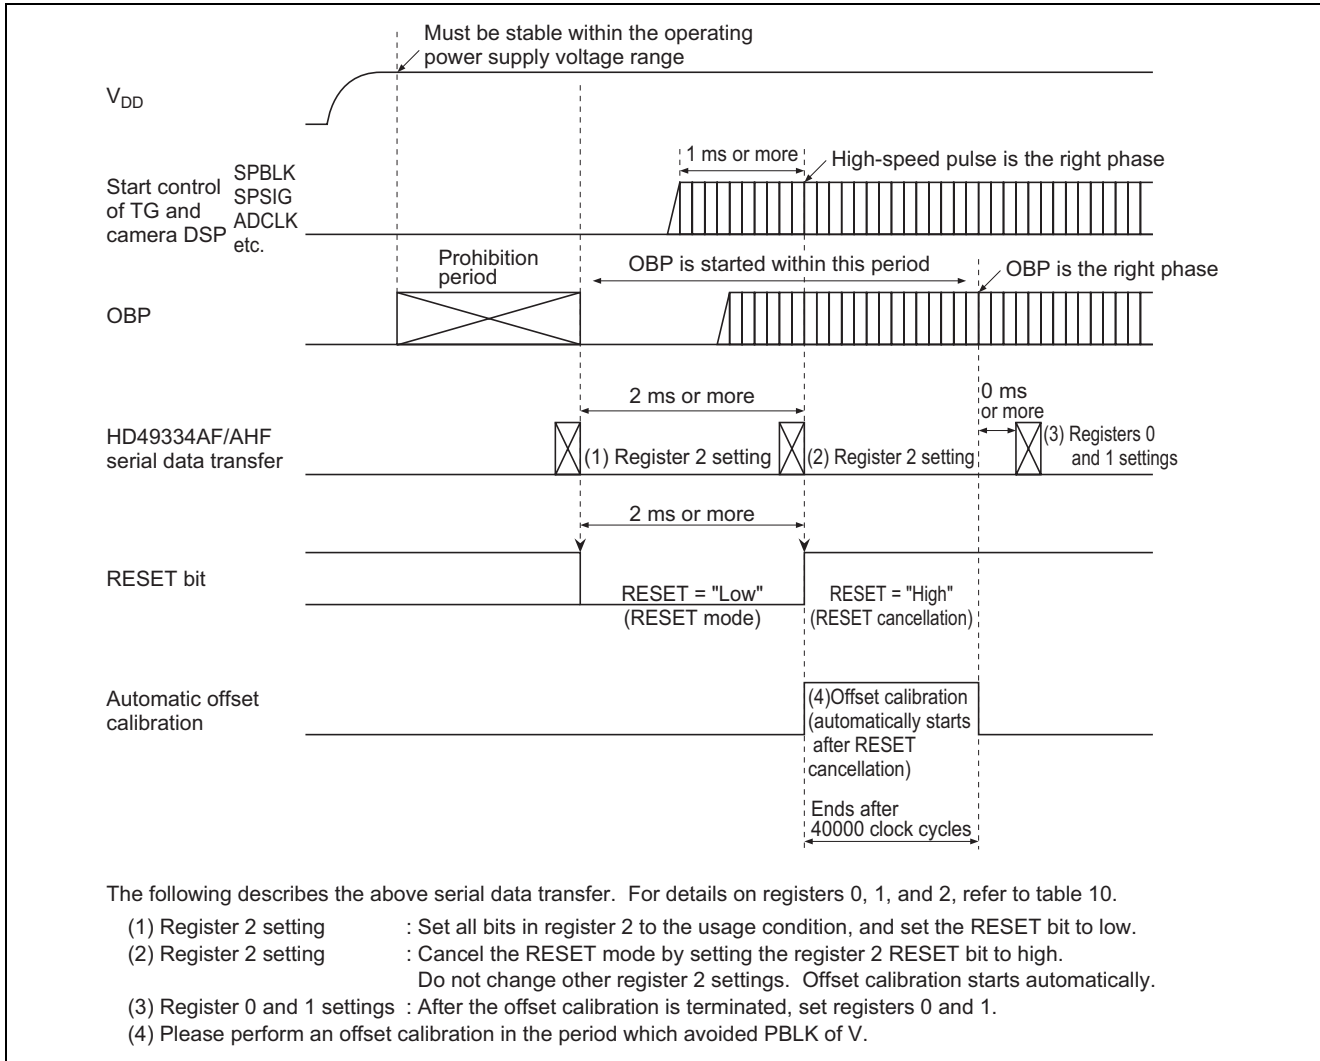 Must be stable within the operating
power supply voltage range
VDD
1 ms or more
High-speed pulse is the right phase
Start control
of TG and
camera DSP
SPBLK
SPSIG
ADCLK
etc.
Prohibition
period
OBP is started within this period
OBP is the right phase
OBP
2 ms or more
0 ms
or more
HD49334AF/AHF
serial data transfer
(1) Register 2 setting
(2) Register 2 setting
(3) Registers 0
and 1 settings
2 ms or more
RESET bit
RESET = "Low"
(RESET mode)
RESET = "High"
(RESET cancellation)
Automatic offset
calibration
(4)Offset calibration
(automatically starts
after RESET
cancellation)
Ends after
40000 clock cycles
The following describes the above serial data transfer. For details on registers 0, 1, and 2, refer to table 10.
(1) Register 2 setting : Set all bits in register 2 to the usage condition, and set the RESET bit to low.
(2) Register 2 setting : Cancel the RESET mode by setting the register 2 RESET bit to high.
Do not change other register 2 settings. Offset calibration starts automatically.
(3) Register 0 and 1 settings : After the offset calibration is terminated, set registers 0 and 1.
(4) Please perform an offset calibration in the period which avoided PBLK of V.